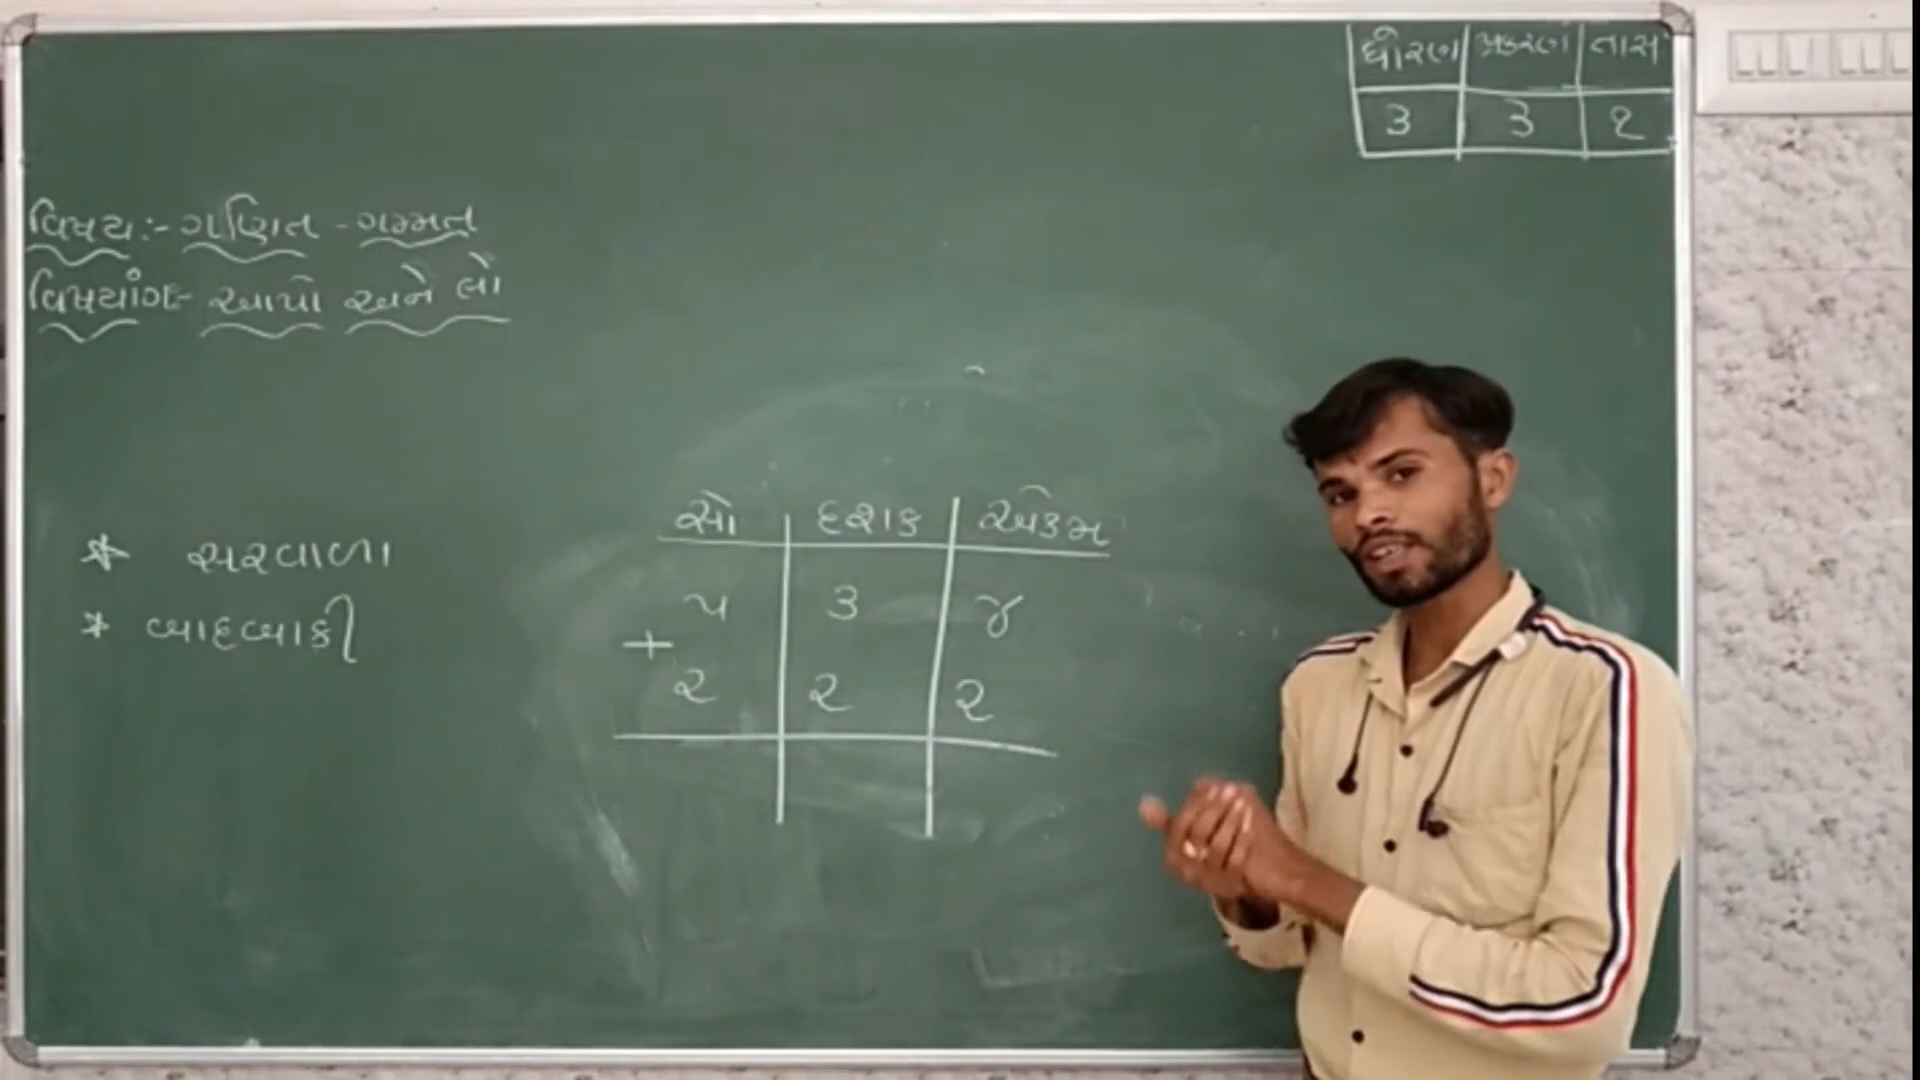 ધોરણ પ્રકરણ તાસ
૩ ૩ ૨
વિષય:- ગણિત - ગમ્મત
વિષયાંગ:- આપો અને લો
સો દશક એકમ
* સરવાળા
૫ ૩ ૪
* બાદબાકી
+
૨ ૨ ૨